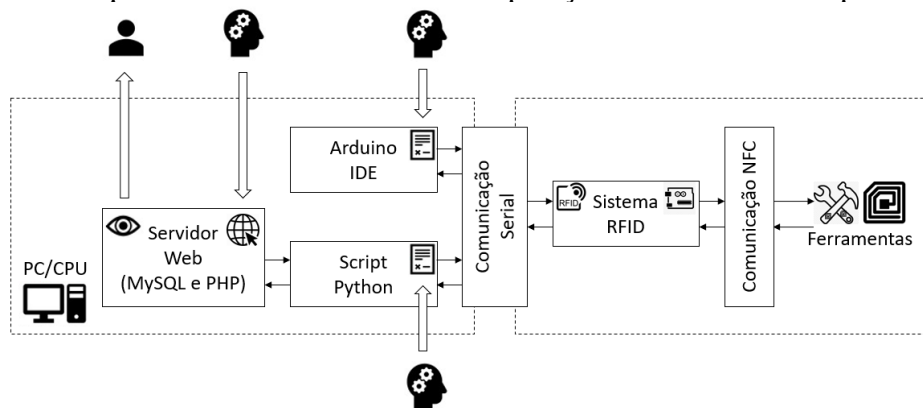 Arduino
IDE
Comunicação
Serial
RFID
Sistema
RFID
Comunicação NFC
Ferramentas
Servidor
Web
(MySQL e PHP)
Script
Python
PC/CPU